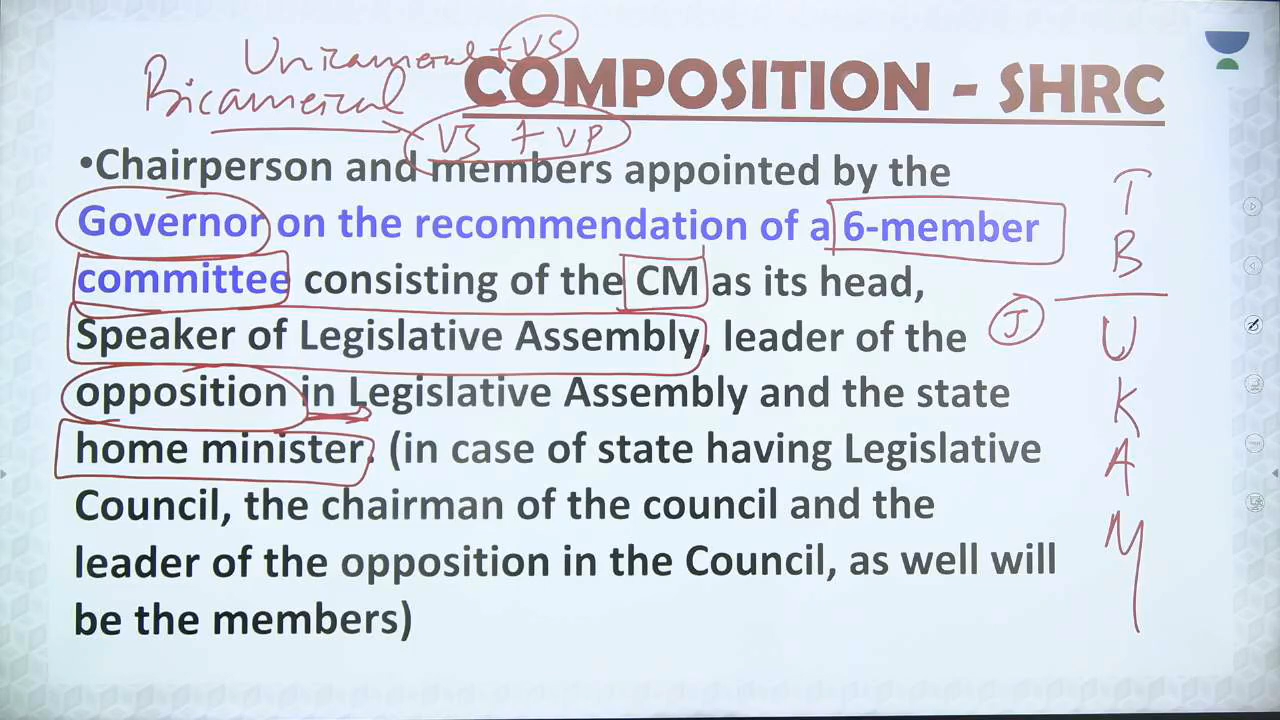 Unicameral + VS
Bicameral
COMPOSITION - SHRC
VS + VP
•Chairperson and members appointed by the
Governor on the recommendation of a 6-member
committee consisting of the CM as its head,
Speaker of Legislative Assembly, leader of the
opposition in Legislative Assembly and the state
home minister. (in case of state having Legislative
Council, the chairman of the council and the
leader of the opposition in the Council, as well will
be the members)
J
T
B
U
K
A
M